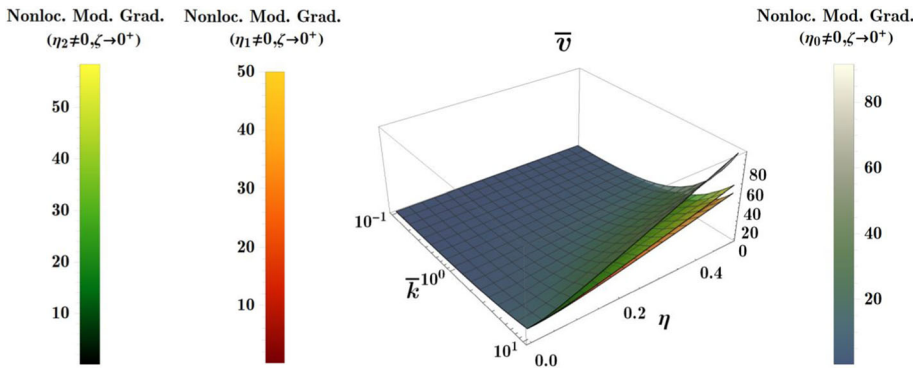 Nonloc. Mod. Grad.
(η₂≠0,ζ→0⁺)
50
40
30
20
10
Nonloc. Mod. Grad.
(η₁≠0,ζ→0⁺)
50
40
30
20
10
v̅
10⁻¹
k̅
10⁰
10¹
0.0
0.2
η
0.4
80
60
40
20
0
Nonloc. Mod. Grad.
(η₀≠0,ζ→0⁺)
80
60
40
20